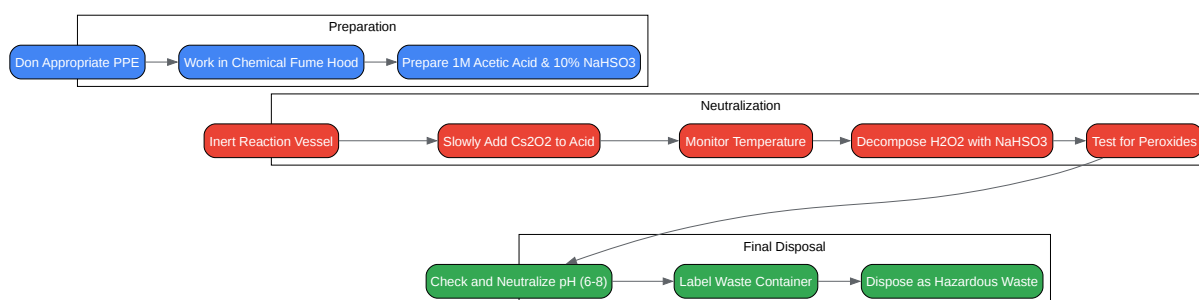 Preparation
Don Appropriate PPE
Work in Chemical Fume Hood
Prepare 1M Acetic Acid & 10% NaHSO3
Neutralization
Inert Reaction Vessel
Slowly Add Cs2O2 to Acid
Monitor Temperature
Decompose H2O2 with NaHSO3
Test for Peroxides
Final Disposal
Check and Neutralize pH (6-8)
Label Waste Container
Dispose as Hazardous Waste